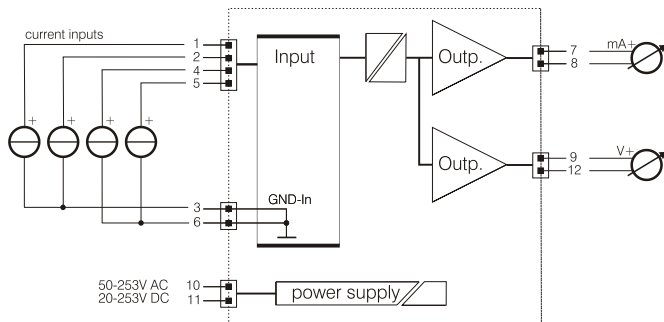 current inputs
1
2
4
5
+ + + +
Input
Outp.
7
8
mA+
Outp.
9
12
V+
3
6
GND-In
50-253V AC 10
20-253V DC 11
power supply